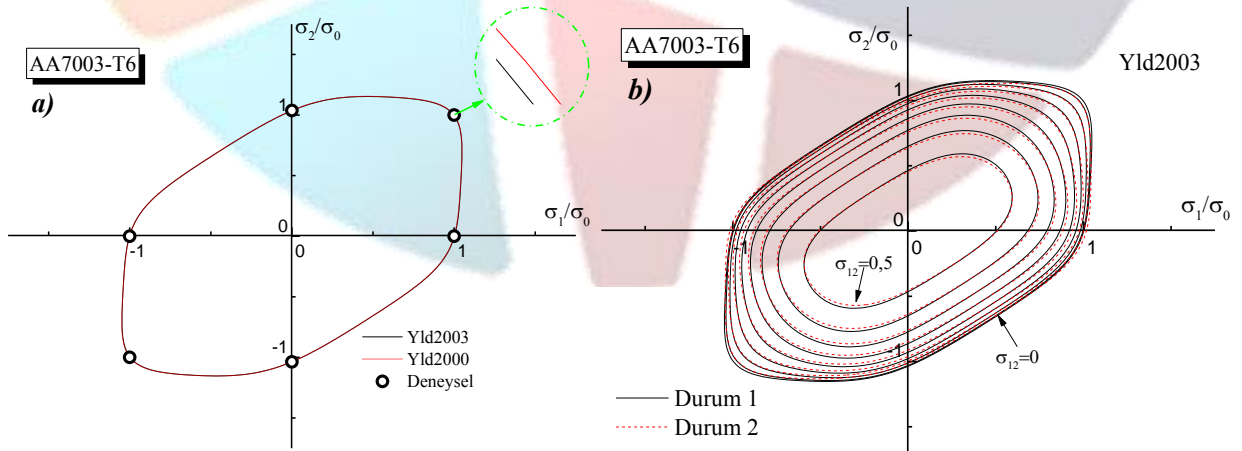 AA7003-T6
a)
σ₂/σ₀
1
σ₁/σ₀
-1
0
1
-1
Yld2003
Yld2000
Deneysel
AA7003-T6
b)
σ₂/σ₀
Yld2003
1
σ₁/σ₀
-1
0
0
1
σ₁₂=0,5
-1
σ₁₂=0
Durum 1
Durum 2